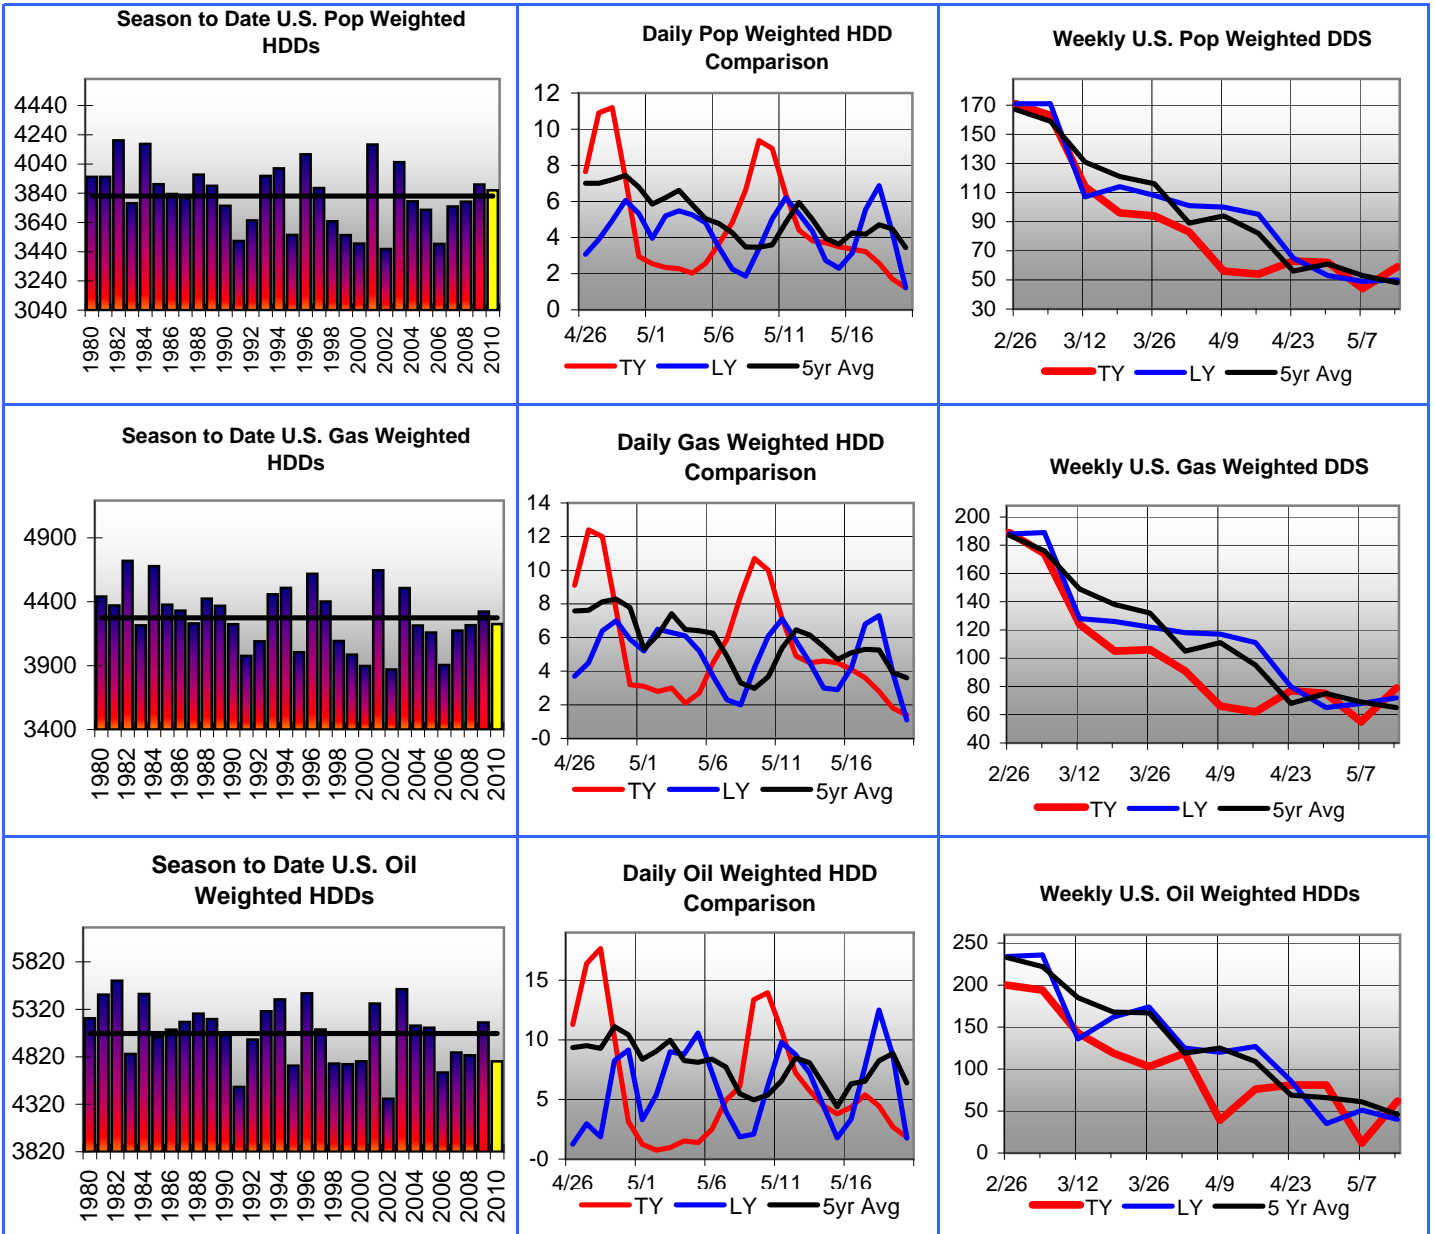 Season to Date U.S. Pop Weighted
HDDs
4440
4240
4040
3840
3640
3440
3240
3040
1980 1982 1984 1986 1988 1990 1992 1994 1996 1998 2000 2002 2004 2006 2008 2010
Daily Pop Weighted HDD
Comparison
12
10
8
6
4
2
0
4/26 5/1 5/6 5/11 5/16
TY LY 5yr Avg
Weekly U.S. Pop Weighted DDS
170
150
130
110
90
70
50
30
2/26 3/12 3/26 4/9 4/23 5/7
TY LY 5yr Avg
Season to Date U.S. Gas Weighted
HDDs
4900
4400
3900
3400
1980 1982 1984 1986 1988 1990 1992 1994 1996 1998 2000 2002 2004 2006 2008 2010
Daily Gas Weighted HDD
Comparison
14
12
10
8
6
4
2
-0
4/26 5/1 5/6 5/11 5/16
TY LY 5yr Avg
Weekly U.S. Gas Weighted DDS
200
180
160
140
120
100
80
60
40
2/26 3/12 3/26 4/9 4/23 5/7
TY LY 5yr Avg
Season to Date U.S. Oil
Weighted HDDs
5820
5320
4820
4320
3820
1980 1982 1984 1986 1988 1990 1992 1994 1996 1998 2000 2002 2004 2006 2008 2010
Daily Oil Weighted HDD
Comparison
15
10
5
-0
4/26 5/1 5/6 5/11 5/16
TY LY 5yr Avg
Weekly U.S. Oil Weighted HDDs
250
200
150
100
50
0
2/26 3/12 3/26 4/9 4/23 5/7
TY LY 5 Yr Avg